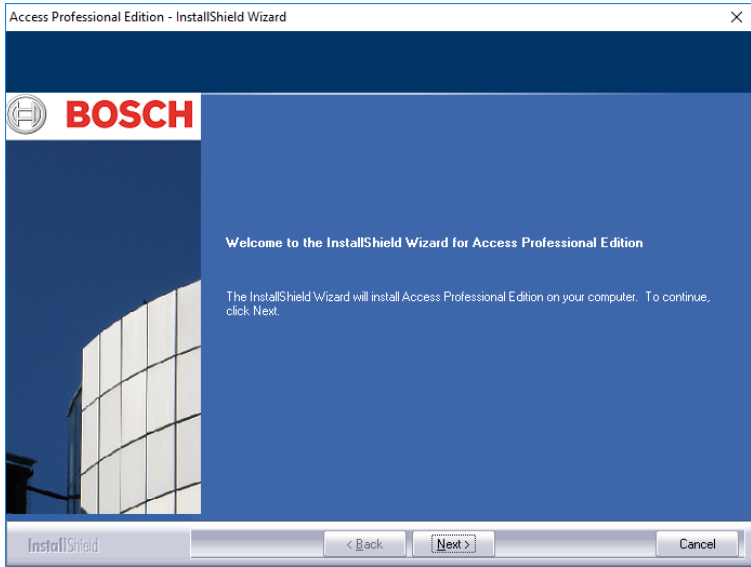 Access Professional Edition - InstallShield Wizard
BOSCH
Welcome to the InstallShield Wizard for Access Professional Edition
The InstallShield Wizard will install Access Professional Edition on your computer. To continue,
click Next.
InstallShield
< Back
Next >
Cancel